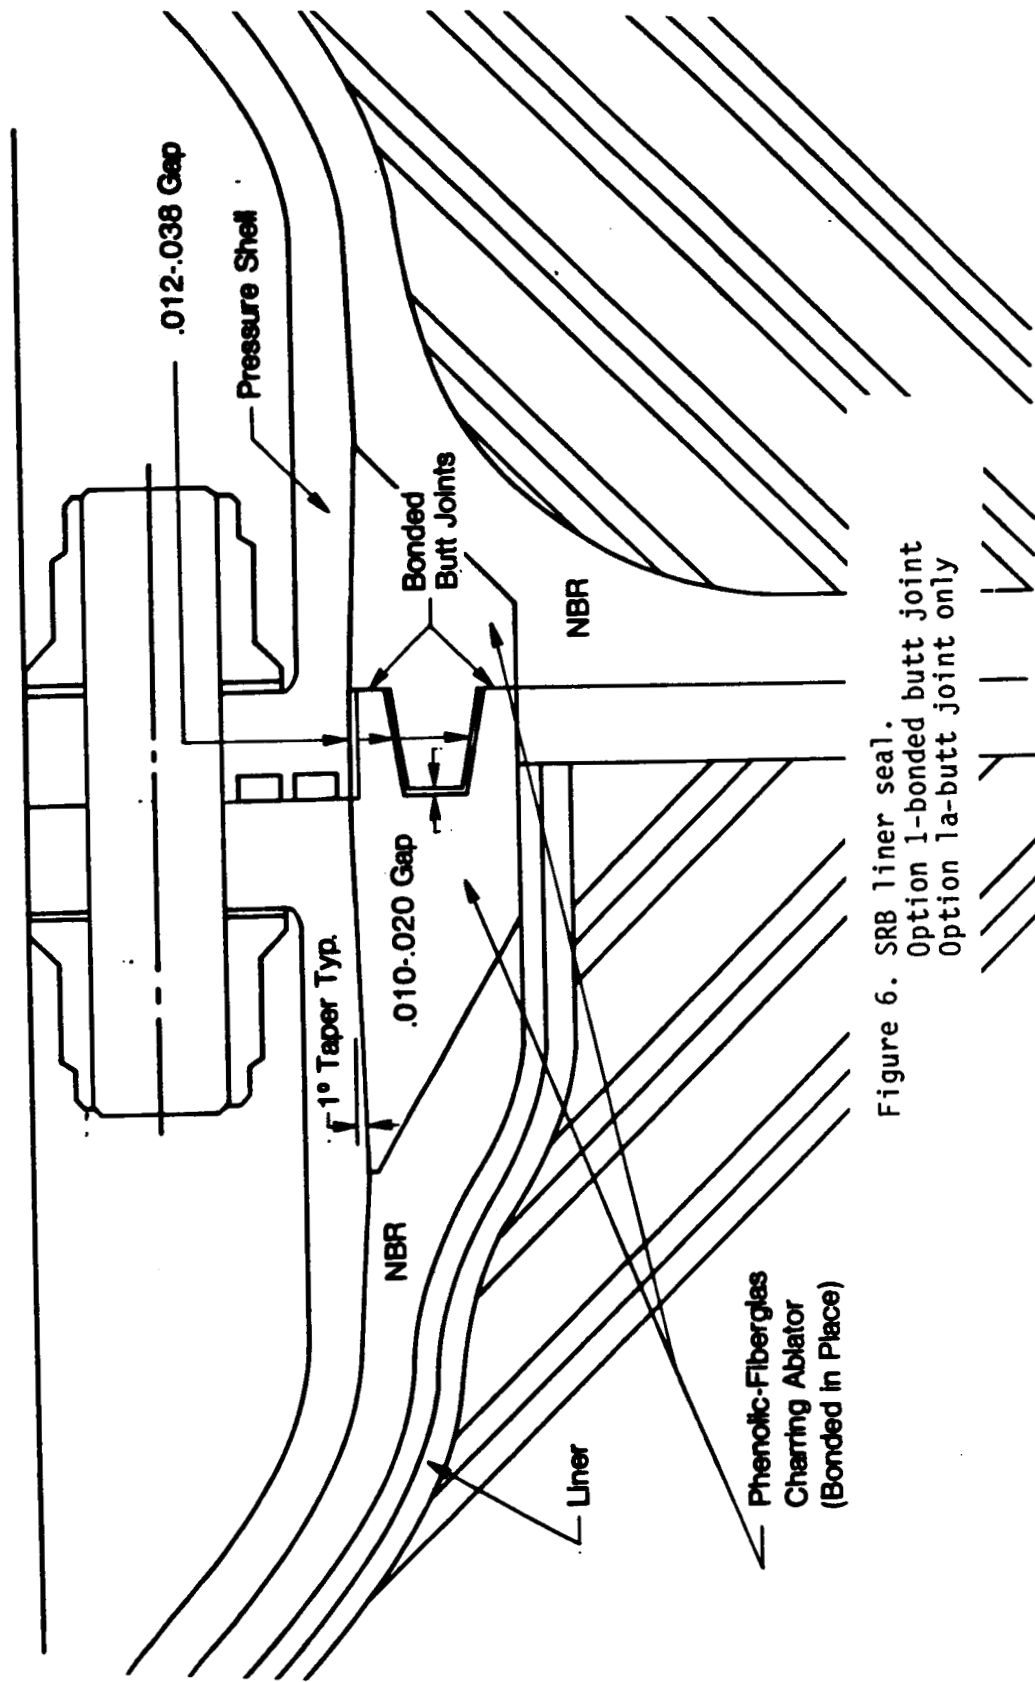 .012-.038 Gap
Pressure Shell
Bonded
Butt Joints
1° Taper Typ.
.010-.020 Gap
NBR
NBR
Liner
Phenolic-Fiberglas
Charring Ablator
(Bonded in Place)
Figure 6. SRB liner seal.
Option 1-bonded butt joint
Option 1a-butt joint only